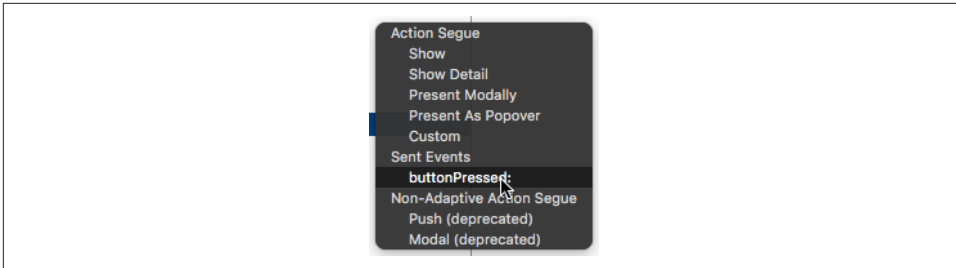 Action Segue
Show
Show Detail
Present Modally
Present As Popover
Custom
Sent Events
buttonPressed:
Non-Adaptive Action Segue
Push (deprecated)
Modal (deprecated)